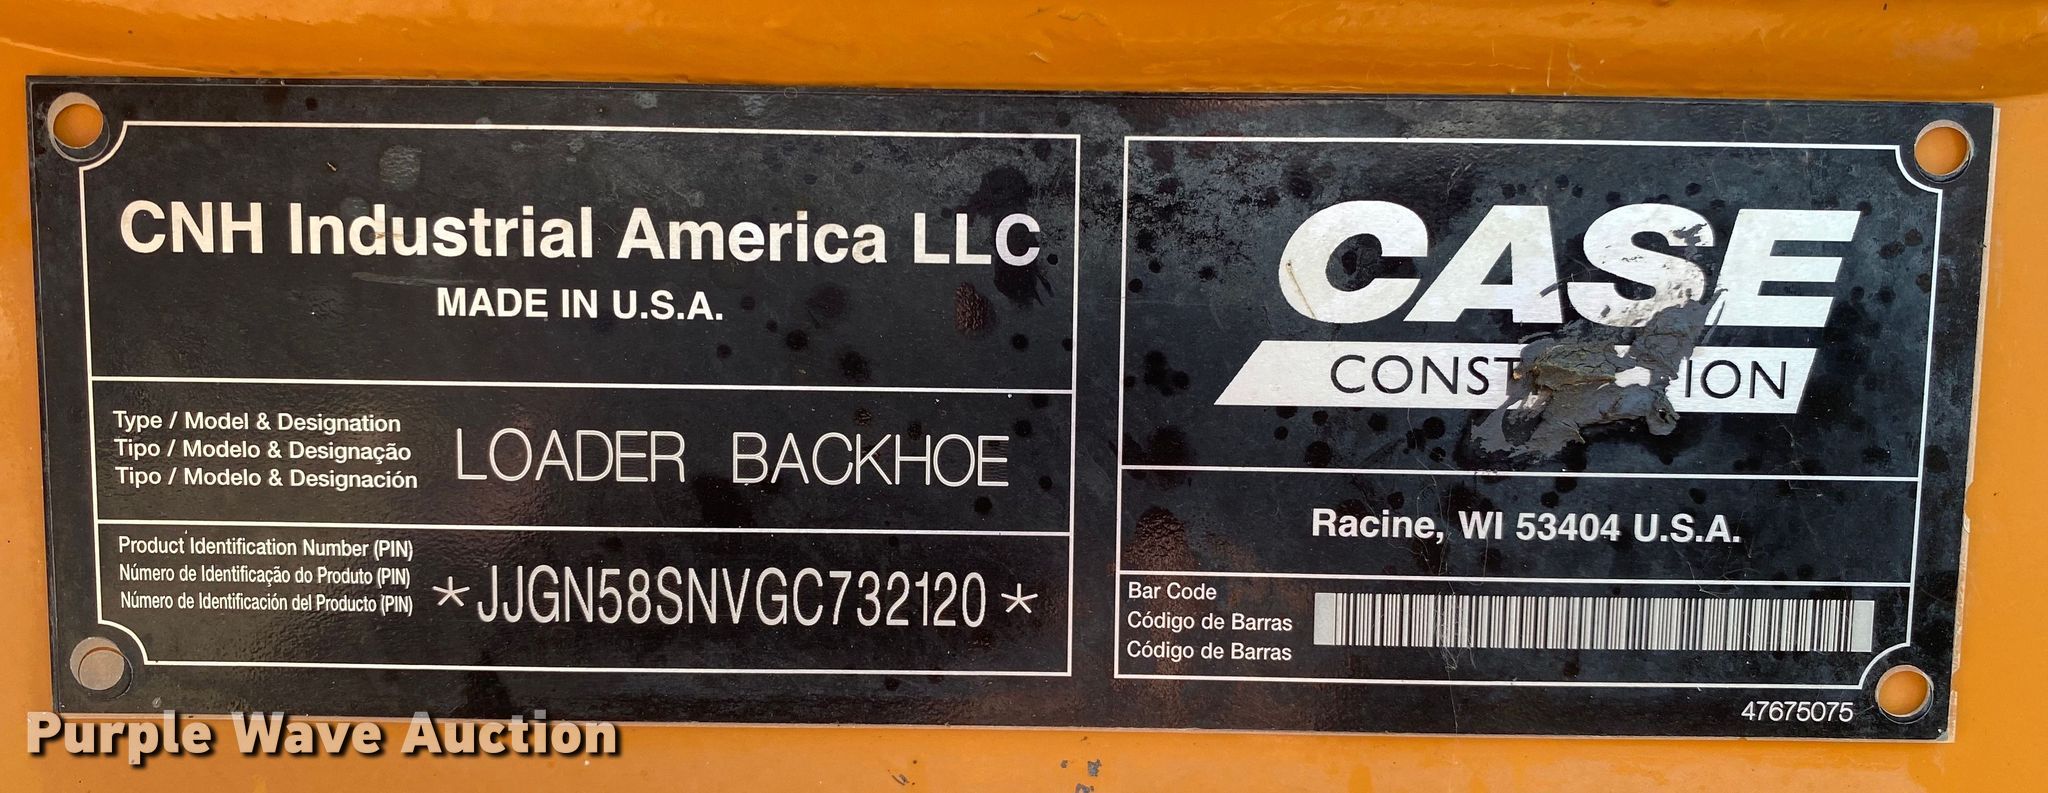 CNH Industrial America LLC
MADE IN U.S.A.
Type / Model & Designation
Tipo / Modelo & Designação
Tipo / Modelo & Designación
LOADER BACKHOE
Product Identification Number (PIN)
Número de Identificação do Produto (PIN)
Número de Identificación del Producto (PIN)
*JJGN58SNVGC732120*
CASE
Racine, WI 53404 U.S.A.
Bar Code
Código de Barras
Código de Barras
47675075
Purple Wave Auction